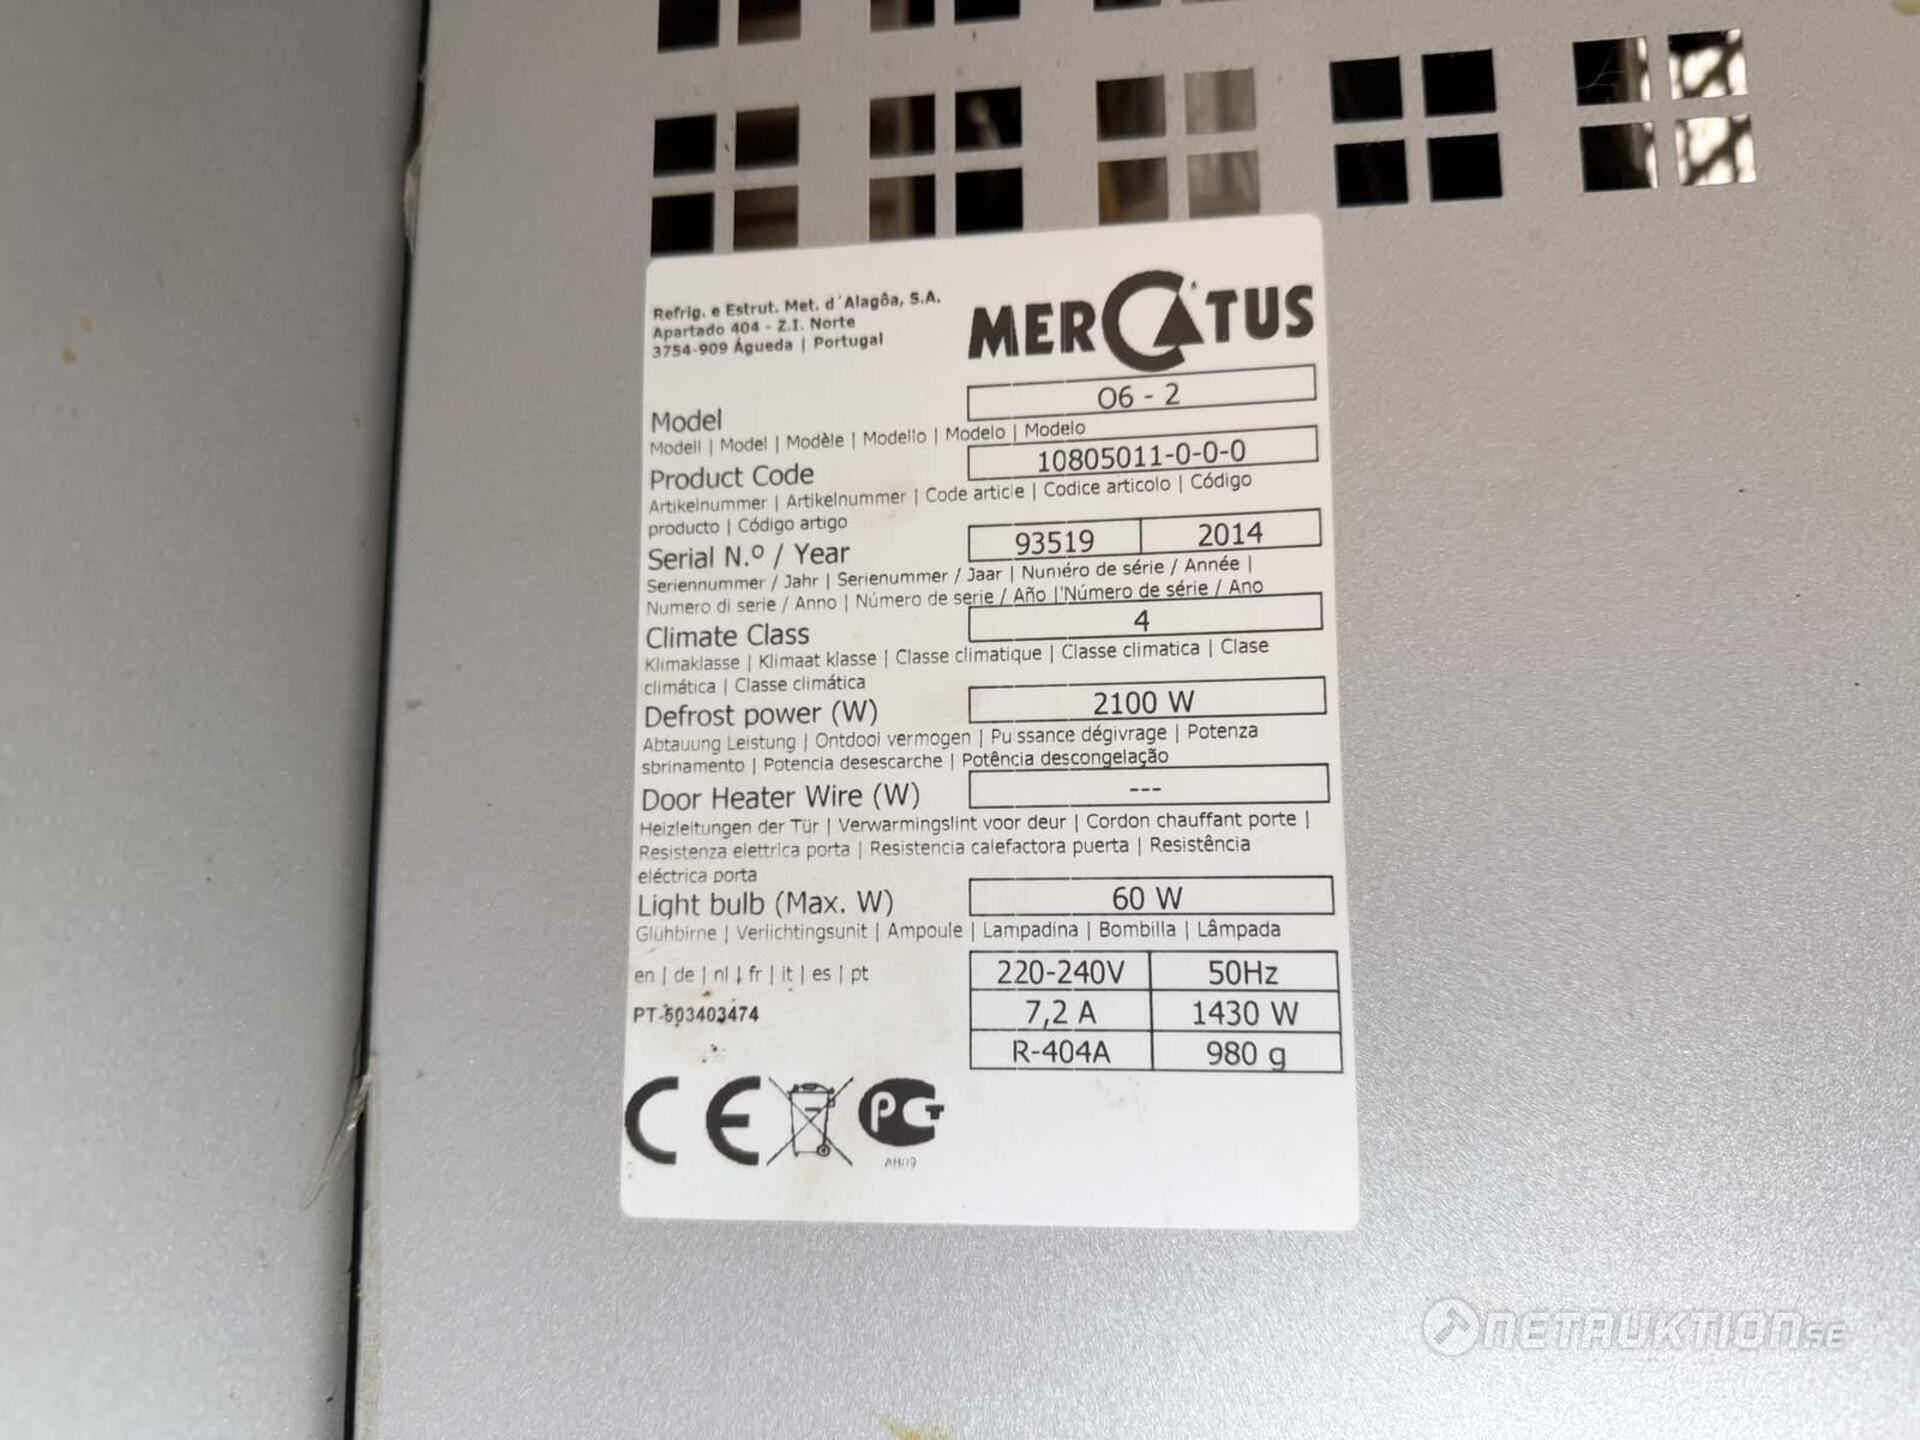 Refrig. e Estrut. Met. d´Alagôa, S.A.
Apartado 404 - Z.I. Norte
3754-909 Águeda | Portugal
MERCATUS
Model
O6 - 2
Modell | Model | Modèle | Modello | Modelo | Modelo
Product Code
10805011-0-0-0
Artikelnummer | Artikelnummer | Code article | Codice articolo | Código
producto | Código artigo
Serial N.º / Year
93519
2014
Seriennummer / Jahr | Serienummer / Jaar | Numéro de série / Année |
Numero di serie / Anno | Número de serie / Año | Número de série / Ano
Climate Class
4
Klimaklasse | Klimaat klasse | Classe climatique | Classe climatica | Clase
climática | Classe climática
Defrost power (W)
2100 W
Abtauung Leistung | Ontdooi vermogen | Puissance dégivrage | Potenza
sbrinamento | Potencia desescarche | Potência descongelação
Door Heater Wire (W)
---
Heizleitungen der Tür | Verwarmingslint voor deur | Cordon chauffant porte |
Resistenza elettrica porta | Resistencia calefactora puerta | Resistência
eléctrica porta
Light bulb (Max. W)
60 W
Glühbirne | Verlichtingsunit | Ampoule | Lampadina | Bombilla | Lâmpada
en | de | nl | fr | it | es | pt
220-240V
50Hz
PT-503403474
7,2 A
1430 W
R-404A
980 g
CE
PCT
AB09
NETAUKTION.SE